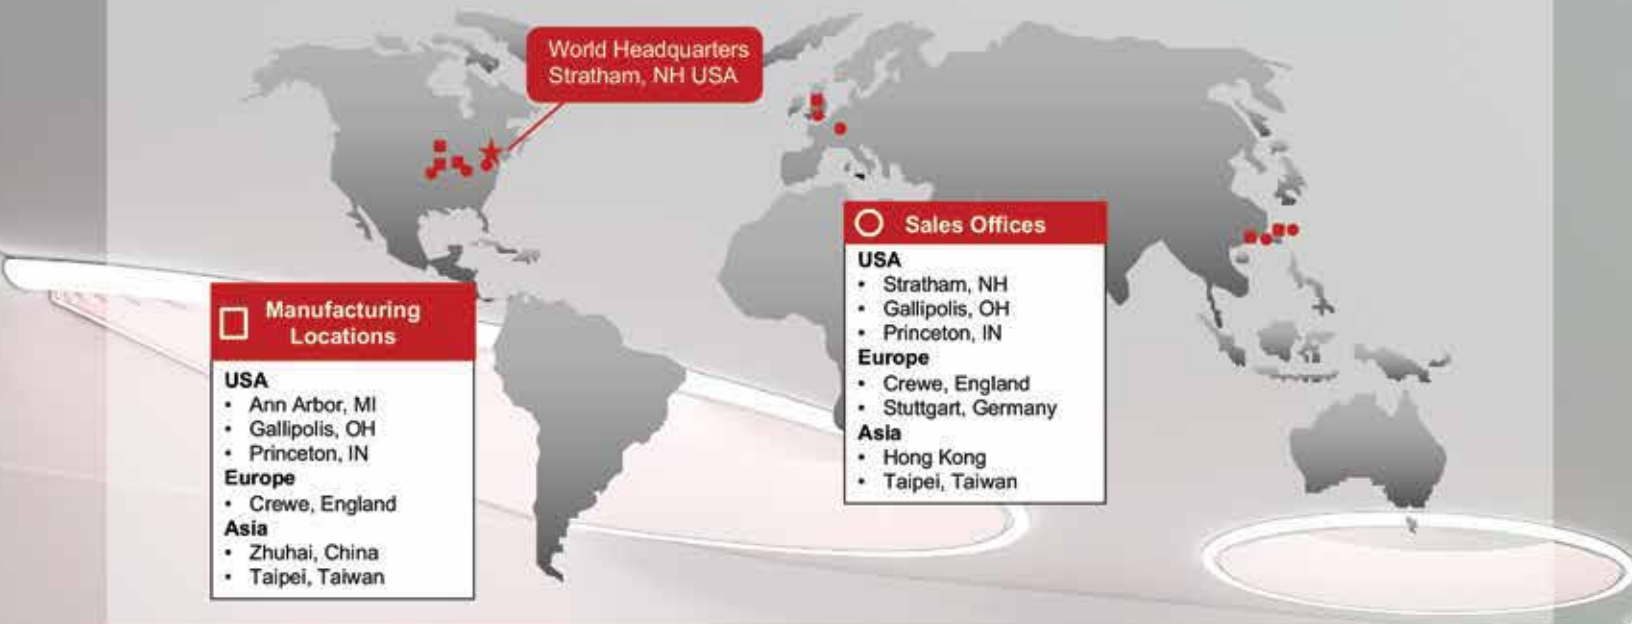 World Headquarters
Stratham, NH USA
Manufacturing
Locations
USA
• Ann Arbor, MI
• Gallipolis, OH
• Princeton, IN
Europe
• Crewe, England
Asia
• Zhuhai, China
• Taipei, Taiwan
Sales Offices
USA
• Stratham, NH
• Gallipolis, OH
• Princeton, IN
Europe
• Crewe, England
• Stuttgart, Germany
Asia
• Hong Kong
• Taipei, Taiwan